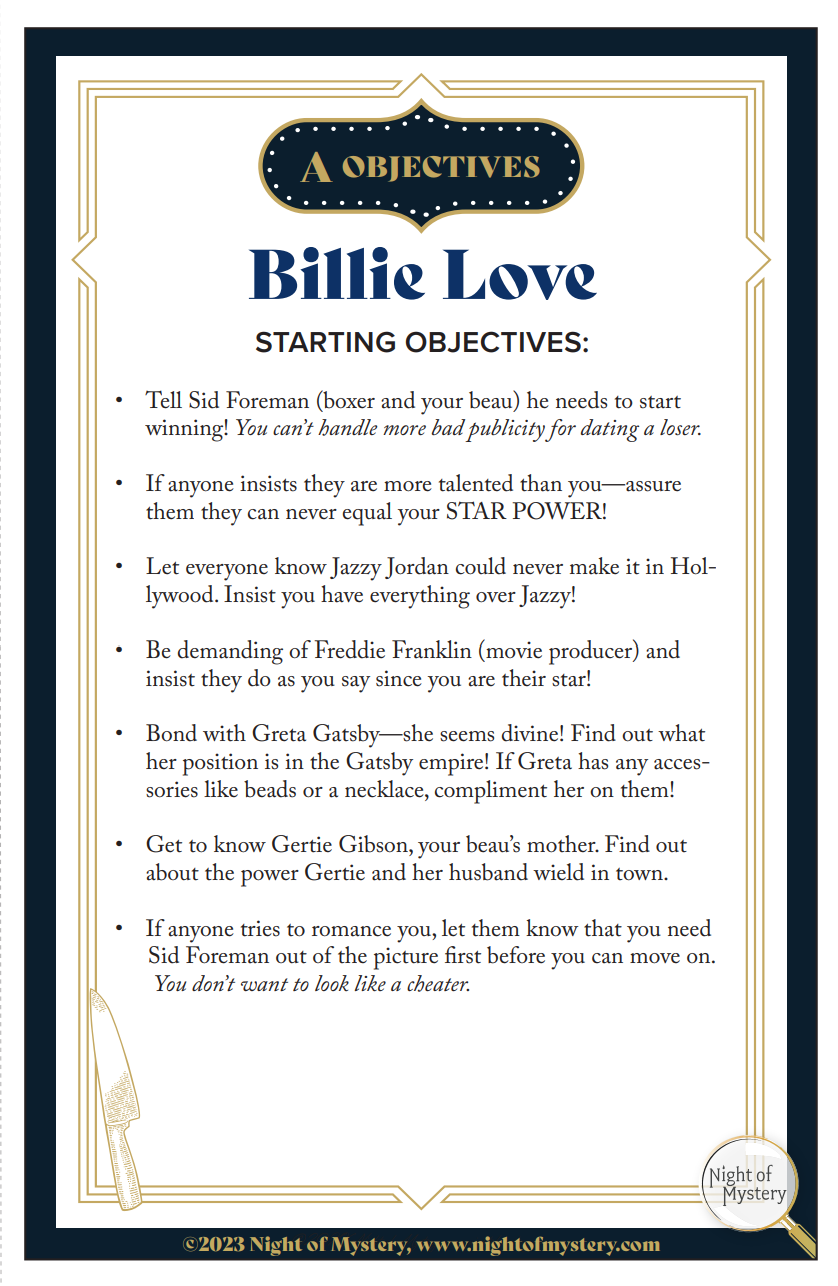 A OBJECTIVES
Billie Love
STARTING OBJECTIVES:
• Tell Sid Foreman (boxer and your beau) he needs to start
winning! You can't handle more bad publicity for dating a loser.
• If anyone insists they are more talented than you—assure
them they can never equal your STAR POWER!
• Let everyone know Jazzy Jordan could never make it in Hol-
lywood. Insist you have everything over Jazzy!
• Be demanding of Freddie Franklin (movie producer) and
insist they do as you say since you are their star!
• Bond with Greta Gatsby—she seems divine! Find out what
her position is in the Gatsby empire! If Greta has any acces-
sories like beads or a necklace, compliment her on them!
• Get to know Gertie Gibson, your beau's mother. Find out
about the power Gertie and her husband wield in town.
• If anyone tries to romance you, let them know that you need
Sid Foreman out of the picture first before you can move on.
You don't want to look like a cheater.
Night of
Mystery
©2023 Night of Mystery, www.nightofmystery.com